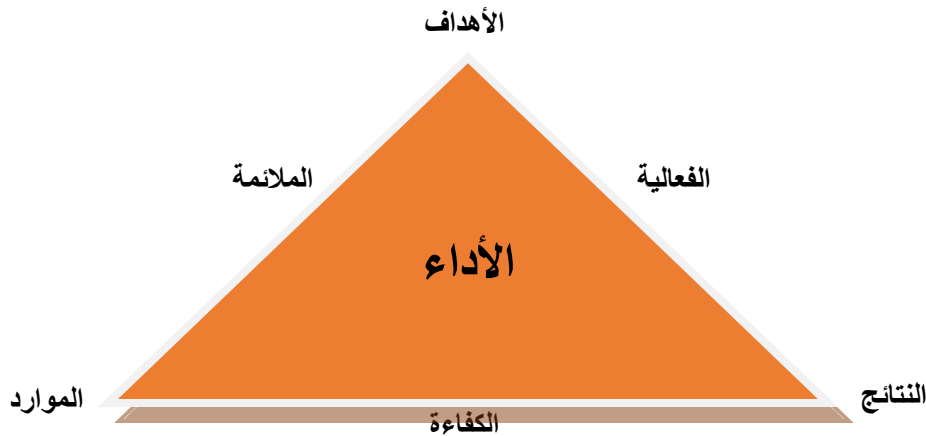 الأهداف
الفعالية
الملائمة
الأداء
النتائج
الموارد
الكفاءة